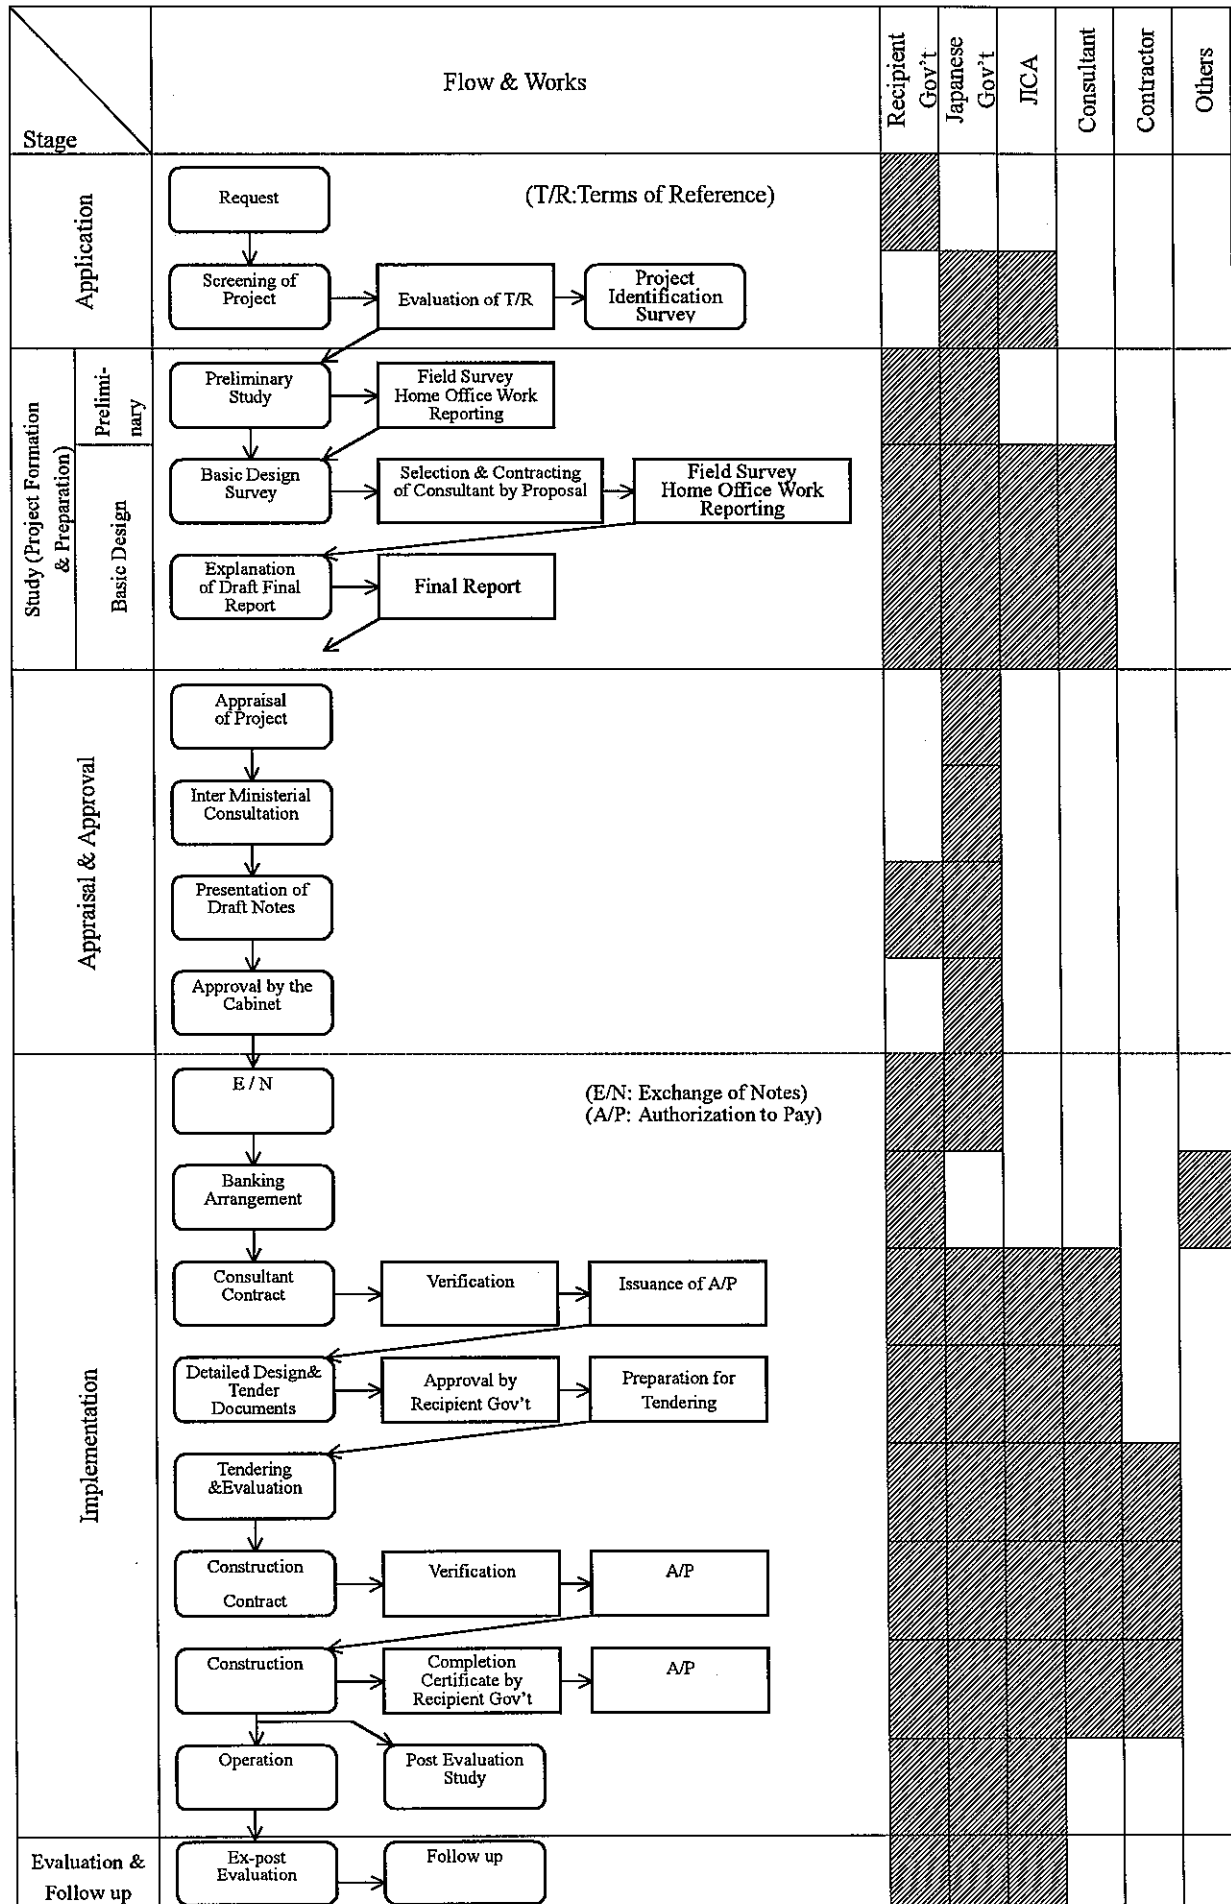 Stage
Flow & Works
Recipient
Gov't
Japanese
Gov't
JICA
Consultant
Contractor
Others
Application
Request
(T/R:Terms of Reference)
Screening of
Project
Evaluation of T/R
Project
Identification
Survey
Study (Project Formation
& Preparation)
Prelimi-
nary
Preliminary
Study
Field Survey
Home Office Work
Reporting
Basic Design
Basic Design
Survey
Selection & Contracting
of Consultant by Proposal
Field Survey
Home Office Work
Reporting
Explanation
of Draft Final
Report
Final Report
Appraisal & Approval
Appraisal
of Project
Inter Ministerial
Consultation
Presentation of
Draft Notes
Approval by the
Cabinet
Implementation
E / N
(E/N: Exchange of Notes)
(A/P: Authorization to Pay)
Banking
Arrangement
Consultant
Contract
Verification
Issuance of A/P
Detailed Design&
Tender
Documents
Approval by
Recipient Gov't
Preparation for
Tendering
Tendering
&Evaluation
Construction
Contract
Verification
A/P
Construction
Completion
Certificate by
Recipient Gov't
A/P
Operation
Post Evaluation
Study
Evaluation &
Follow up
Ex-post
Evaluation
Follow up